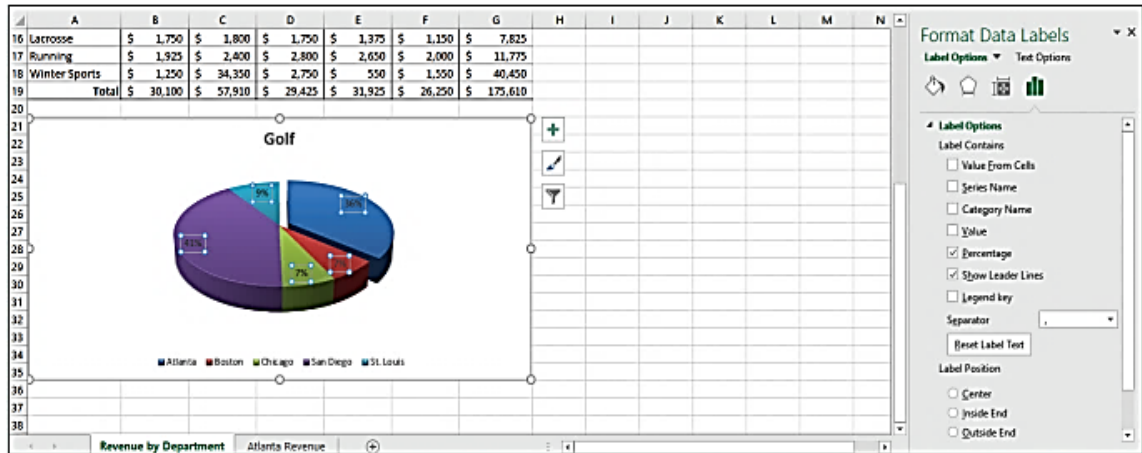 A B C D E F G H I J K L M N
16 Lacrosse $ 1,750 $ 1,800 $ 1,750 $ 1,375 $ 1,150 $ 7,825
17 Running $ 1,925 $ 2,400 $ 2,800 $ 2,650 $ 2,000 $ 11,775
18 Winter Sports $ 1,250 $ 34,350 $ 2,750 $ 550 $ 1,550 $ 40,450
19 Total $ 30,100 $ 57,910 $ 29,425 $ 31,925 $ 26,250 $ 175,610
20
21
22
23
24
25
26
27
28
29
30
31
32
33
34
35
36
37
38
Golf
9%
36%
41%
7%
Atlanta Boston Chicago San Diego St. Louis
Revenue by Department Atlanta Revenue
Format Data Labels
Label Options Text Options
Label Options
Label Contains
Value From Cells
Series Name
Category Name
Value
Percentage
Show Leader Lines
Legend key
Separator ,
Reset Label Text
Label Position
Center
Inside End
Outside End